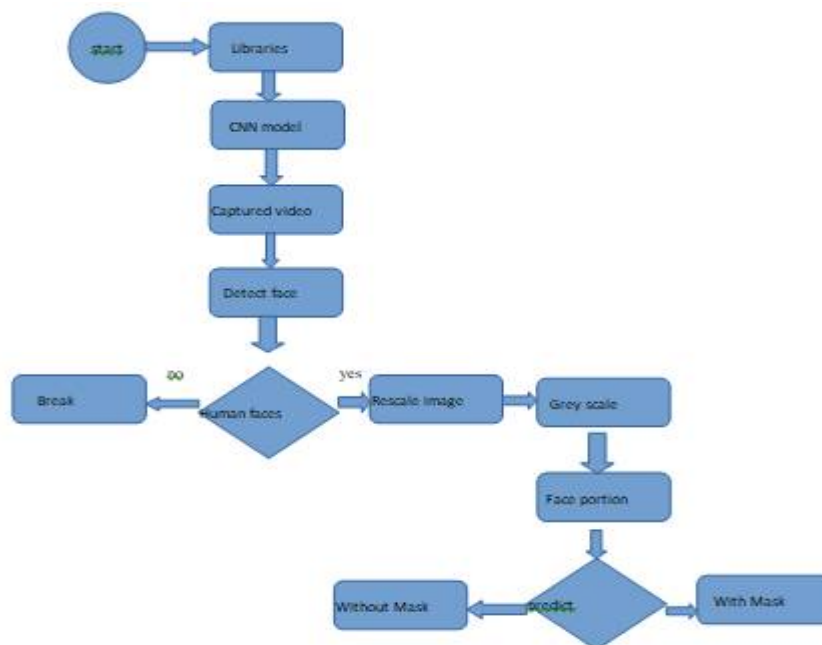 start
Libraries
CNN model
Captured video
Detect face
no
yes
Break
Human faces
Rescale image
Grey scale
Face portion
Without Mask
predict
With Mask